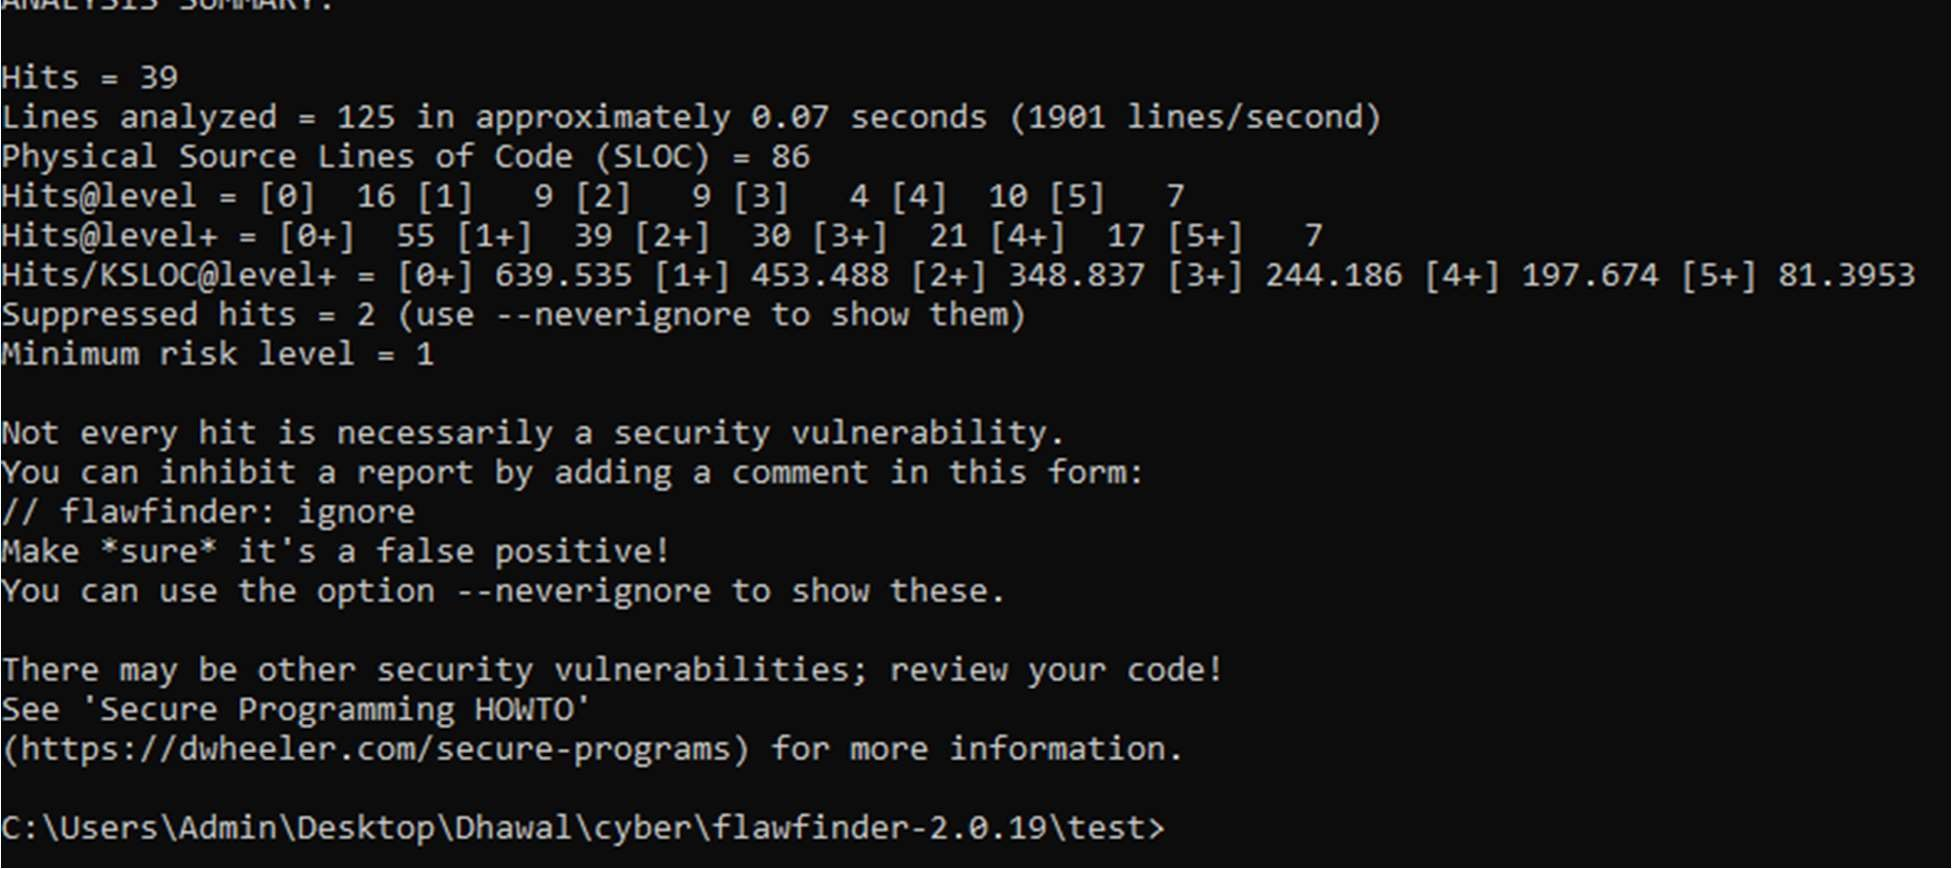 ANALYSIS SUMMARY:
Hits = 39
Lines analyzed = 125 in approximately 0.07 seconds (1901 lines/second)
Physical Source Lines of Code (SLOC) = 86
Hits@level = [0]  16 [1]   9 [2]   9 [3]   4 [4]  10 [5]   7
Hits@level+ = [0+]  55 [1+]  39 [2+]  30 [3+]  21 [4+]  17 [5+]   7
Hits/KSLOC@level+ = [0+] 639.535 [1+] 453.488 [2+] 348.837 [3+] 244.186 [4+] 197.674 [5+] 81.3953
Suppressed hits = 2 (use --neverignore to show them)
Minimum risk level = 1
Not every hit is necessarily a security vulnerability.
You can inhibit a report by adding a comment in this form:
// flawfinder: ignore
Make *sure* it's a false positive!
You can use the option --neverignore to show these.
There may be other security vulnerabilities; review your code!
See 'Secure Programming HOWTO'
(https://dwheeler.com/secure-programs) for more information.
C:\Users\Admin\Desktop\Dhawal\cyber\flawfinder-2.0.19\test>